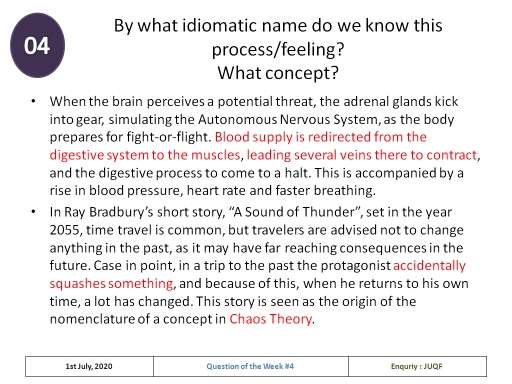 04
By what idiomatic name do we know this
process/feeling?
What concept?
• When the brain perceives a potential threat, the adrenal glands kick
into gear, simulating the Autonomous Nervous System, as the body
prepares for fight-or-flight. Blood supply is redirected from the
digestive system to the muscles, leading several veins there to contract,
and the digestive process to come to a halt. This is accompanied by a
rise in blood pressure, heart rate and faster breathing.
• In Ray Bradbury’s short story, “A Sound of Thunder”, set in the year
2055, time travel is common, but travelers are advised not to change
anything in the past, as it may have far reaching consequences in the
future. Case in point, in a trip to the past the protagonist accidentally
squashes something, and because of this, when he returns to his own
time, a lot has changed. This story is seen as the origin of the
nomenclature of a concept in Chaos Theory.
1st July, 2020 Question of the Week #4 Enquriy : JUQF